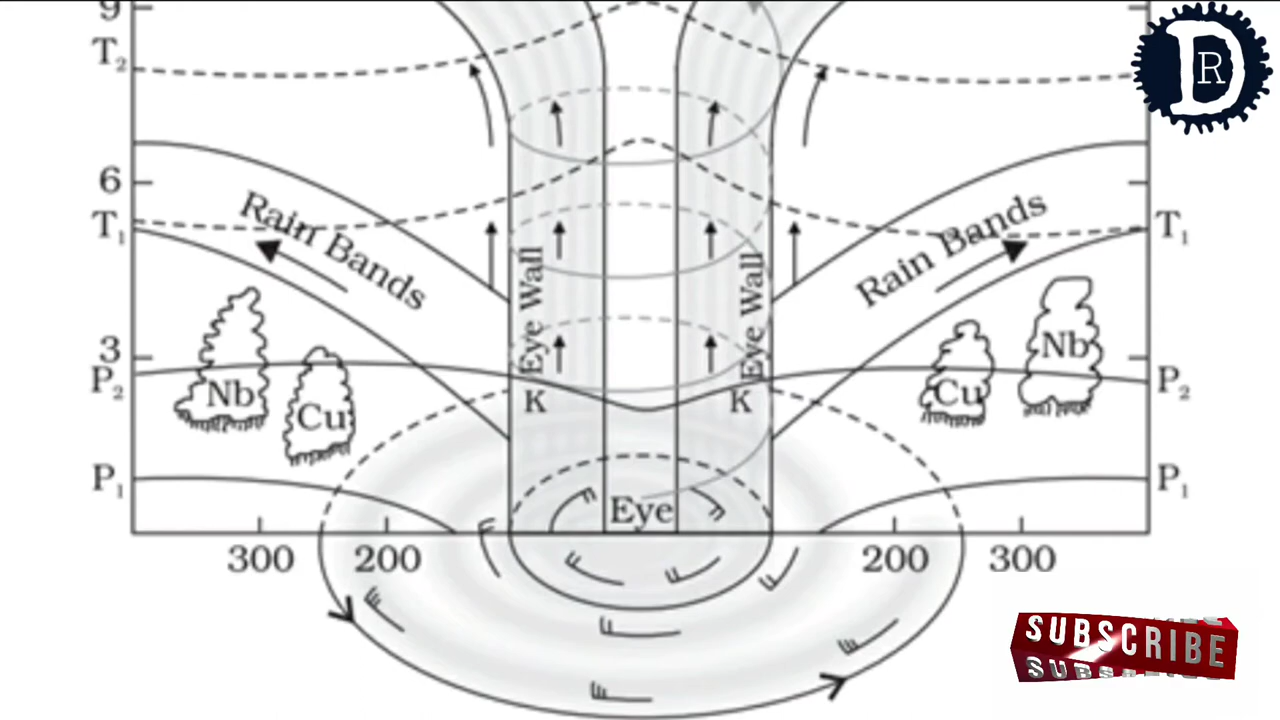 9
T₂
6
T₁
T₁
3
P₂
P₂
P₁
P₁
Rain Bands
Rain Bands
Eye Wall
Eye Wall
Nb
Cu
Cu
Nb
K
K
Eye
300
200
200
300
D
R
SUBSCRIBE